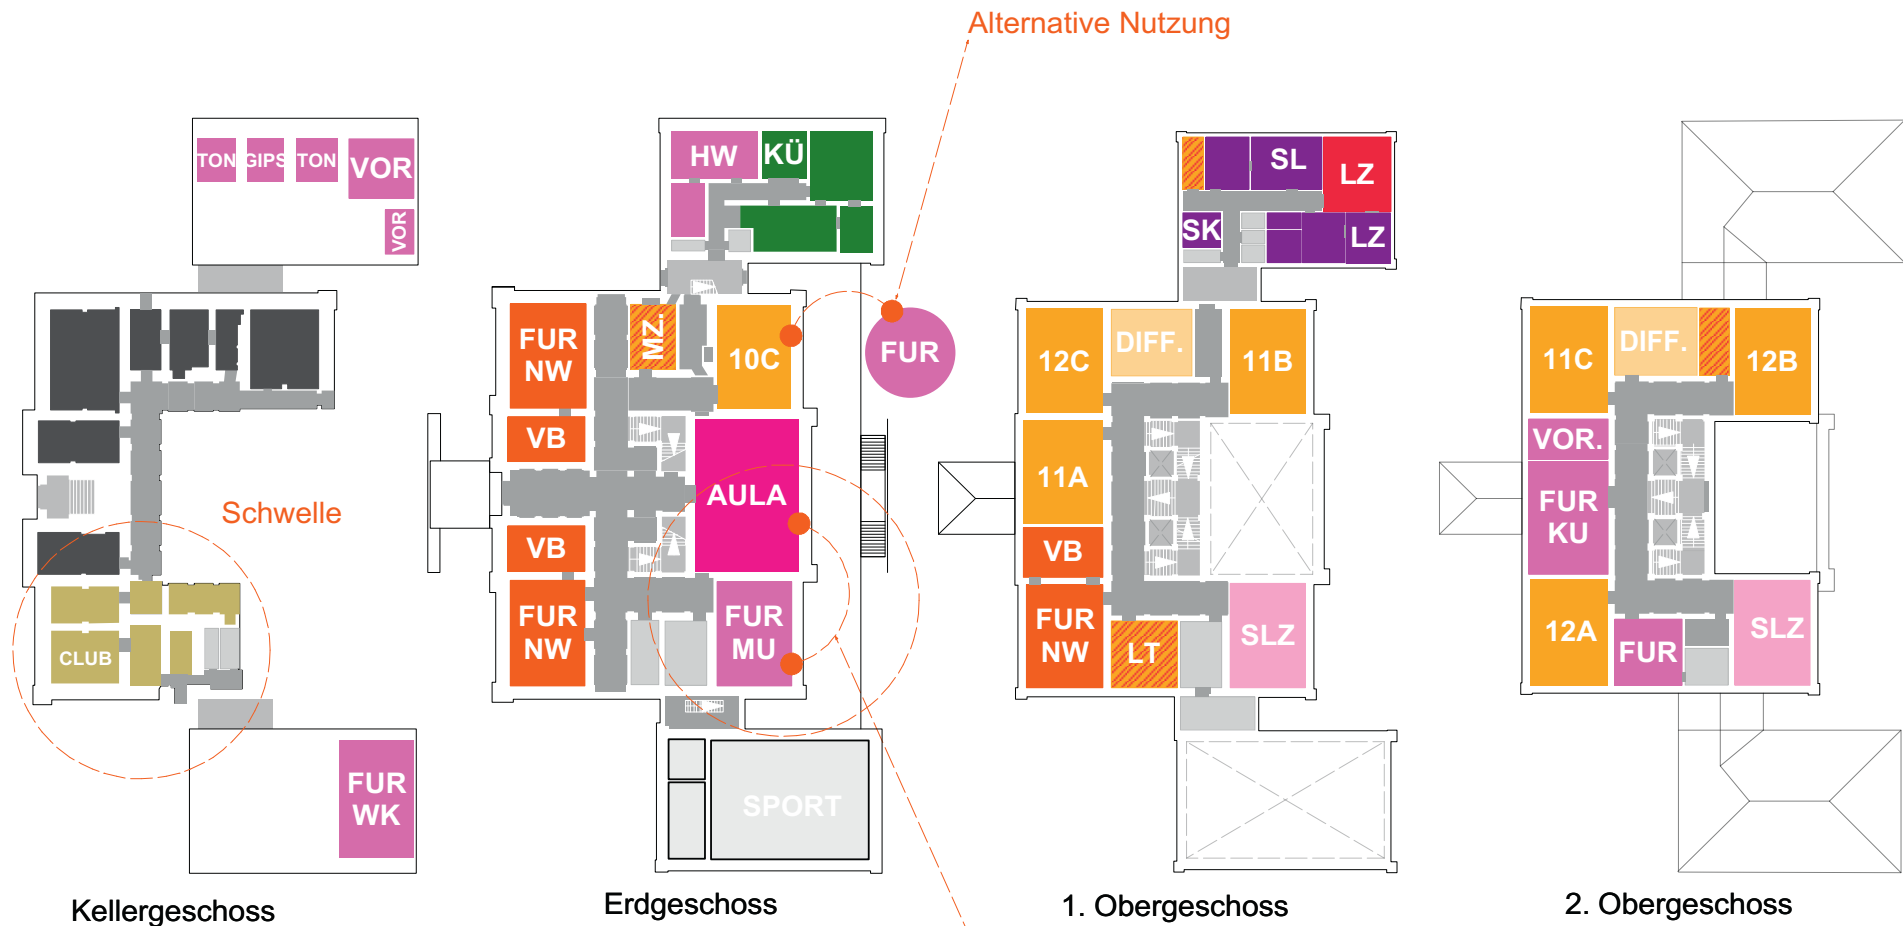 Alternative Nutzung
TON
GIPS
TON
VOR
VOR
Schwelle
CLUB
FUR
WK
Kellergeschoss
HW
KÜ
FUR
NW
MZ.
10C
FUR
VB
AULA
VB
FUR
NW
FUR
MU
SPORT
Erdgeschoss
SL
LZ
SK
LZ
12C
DIFF.
11B
11A
VB
FUR
NW
LT
SLZ
1. Obergeschoss
11C
DIFF.
12B
VOR.
FUR
KU
12A
FUR
SLZ
2. Obergeschoss